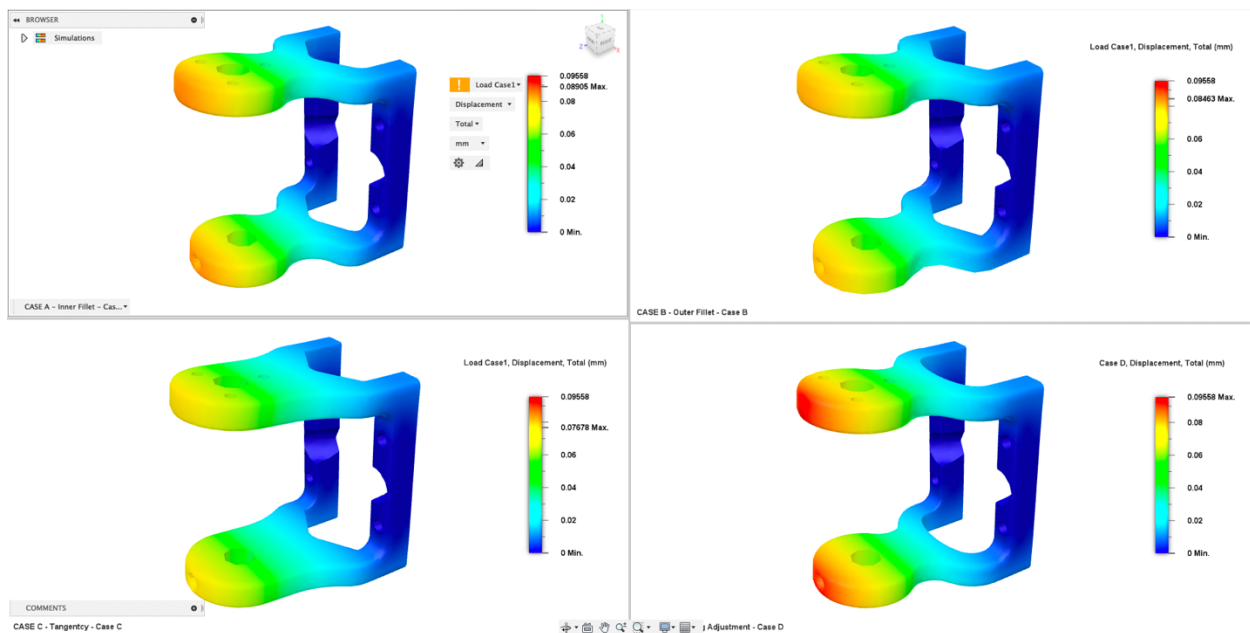 BROWSER
Simulations
Load Case1
Displacement
Total
mm
0.09558
0.08905 Max.
0.08
0.06
0.04
0.02
0 Min.
CASE A - Inner Fillet - Cas...
Load Case1, Displacement, Total (mm)
0.09558
0.08463 Max.
0.06
0.04
0.02
0 Min.
CASE B - Outer Fillet - Case B
Load Case1, Displacement, Total (mm)
0.09558
0.07678 Max.
0.06
0.04
0.02
0 Min.
COMMENTS
CASE C - Tangentcy - Case C
Case D, Displacement, Total (mm)
0.09558
0.08
0.06
0.04
0.02
0 Min.
g Adjustment - Case D